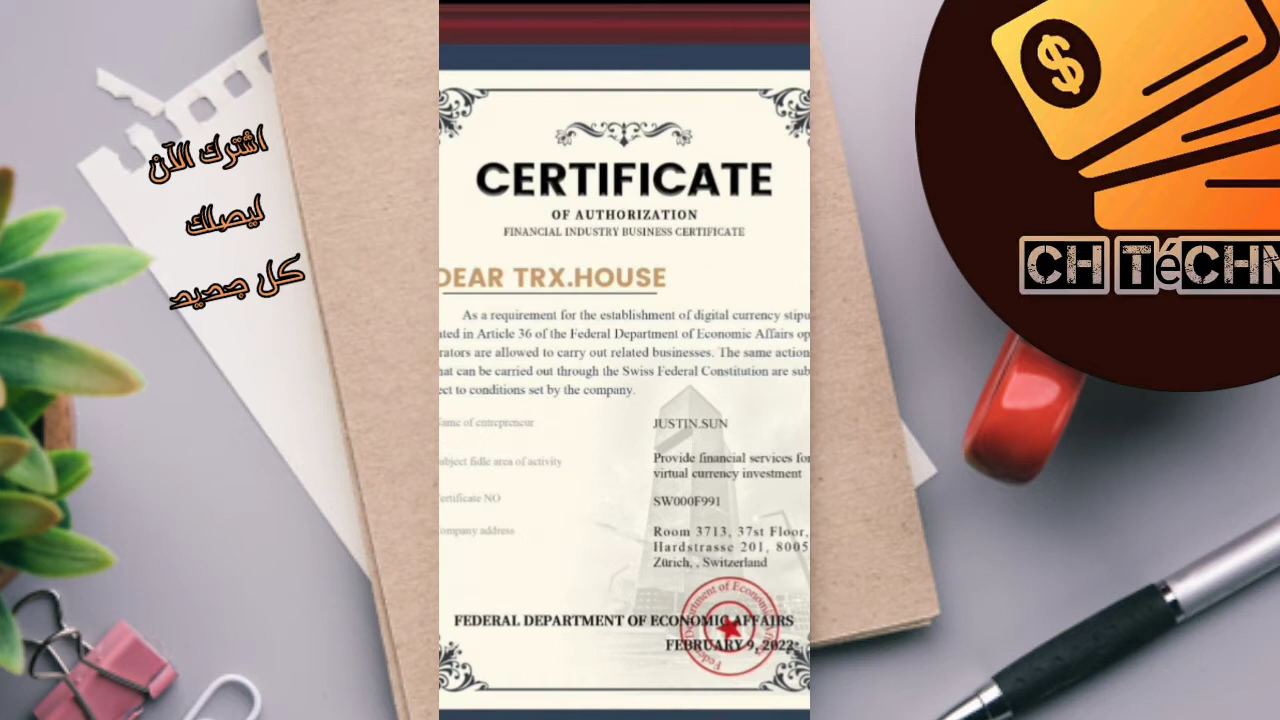 اشترك الآن
ليصلك
كل جديد
CERTIFICATE
OF AUTHORIZATION
FINANCIAL INDUSTRY BUSINESS CERTIFICATE
DEAR TRX.HOUSE
As a requirement for the establishment of digital currency stipu
ated in Article 36 of the Federal Department of Economic Affairs op
rators are allowed to carry out related businesses. The same action
hat can be carried out through the Swiss Federal Constitution are sub
ect to conditions set by the company.
ame of entrepreneur
JUSTIN.SUN
ubject fidle area of activity
Provide financial services for
virtual currency investment
ertificate NO
SW000F991
ompany address
Room 3713, 37st Floor,
Hardstrasse 201, 8005
Zürich, , Switzerland
FEDERAL DEPARTMENT OF ECONOMIC AFFAIRS
FEBRUARY 9, 2022
CH TéCHN